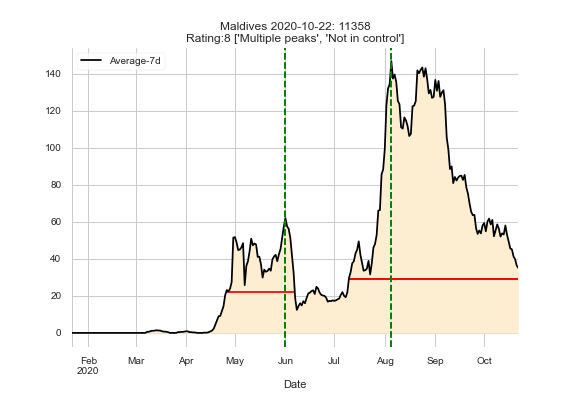 Maldives 2020-10-22: 11358
Rating:8 ['Multiple peaks', 'Not in control']
Average-7d
140
120
100
80
60
40
20
0
Feb Mar Apr May Jun Jul Aug Sep Oct
2020
Date